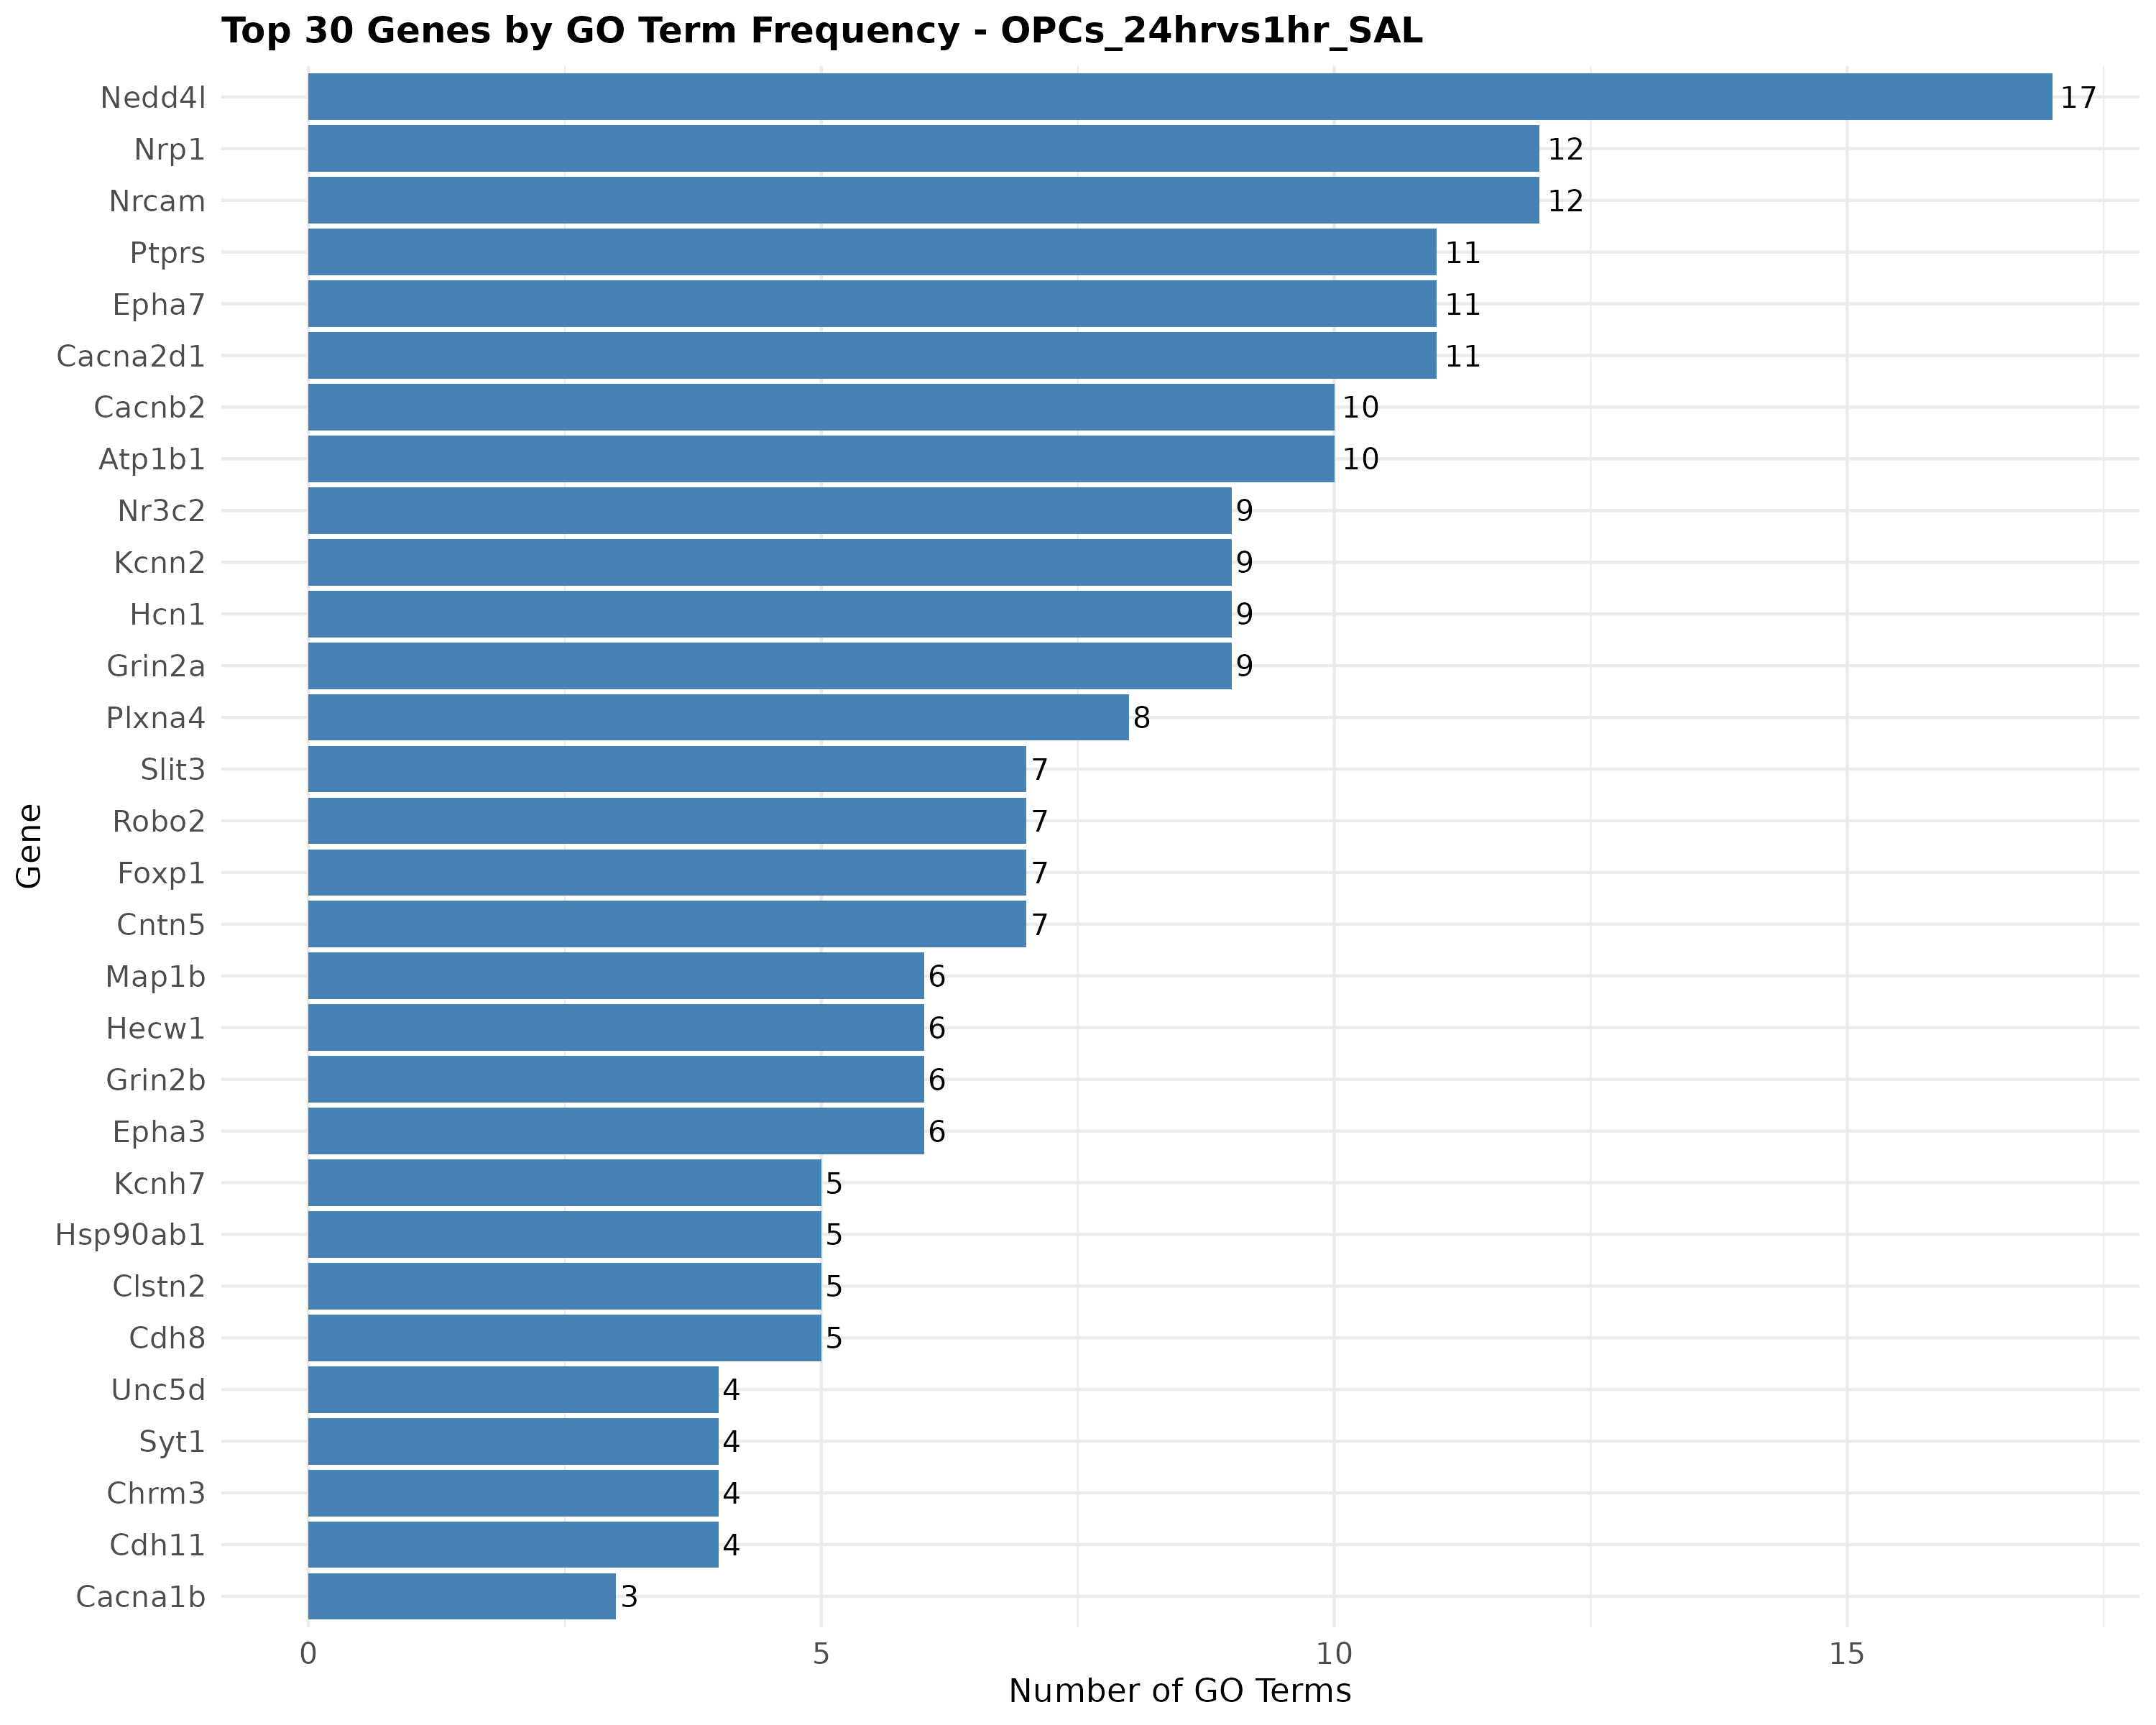 Top 30 Genes by GO Term Frequency - OPCs_24hrvs1hr_SAL
Gene
Nedd4l 17
Nrp1 12
Nrcam 12
Ptprs 11
Epha7 11
Cacna2d1 11
Cacnb2 10
Atp1b1 10
Nr3c2 9
Kcnn2 9
Hcn1 9
Grin2a 9
Plxna4 8
Slit3 7
Robo2 7
Foxp1 7
Cntn5 7
Map1b 6
Hecw1 6
Grin2b 6
Epha3 6
Kcnh7 5
Hsp90ab1 5
Clstn2 5
Cdh8 5
Unc5d 4
Syt1 4
Chrm3 4
Cdh11 4
Cacna1b 3
0 5 10 15
Number of GO Terms